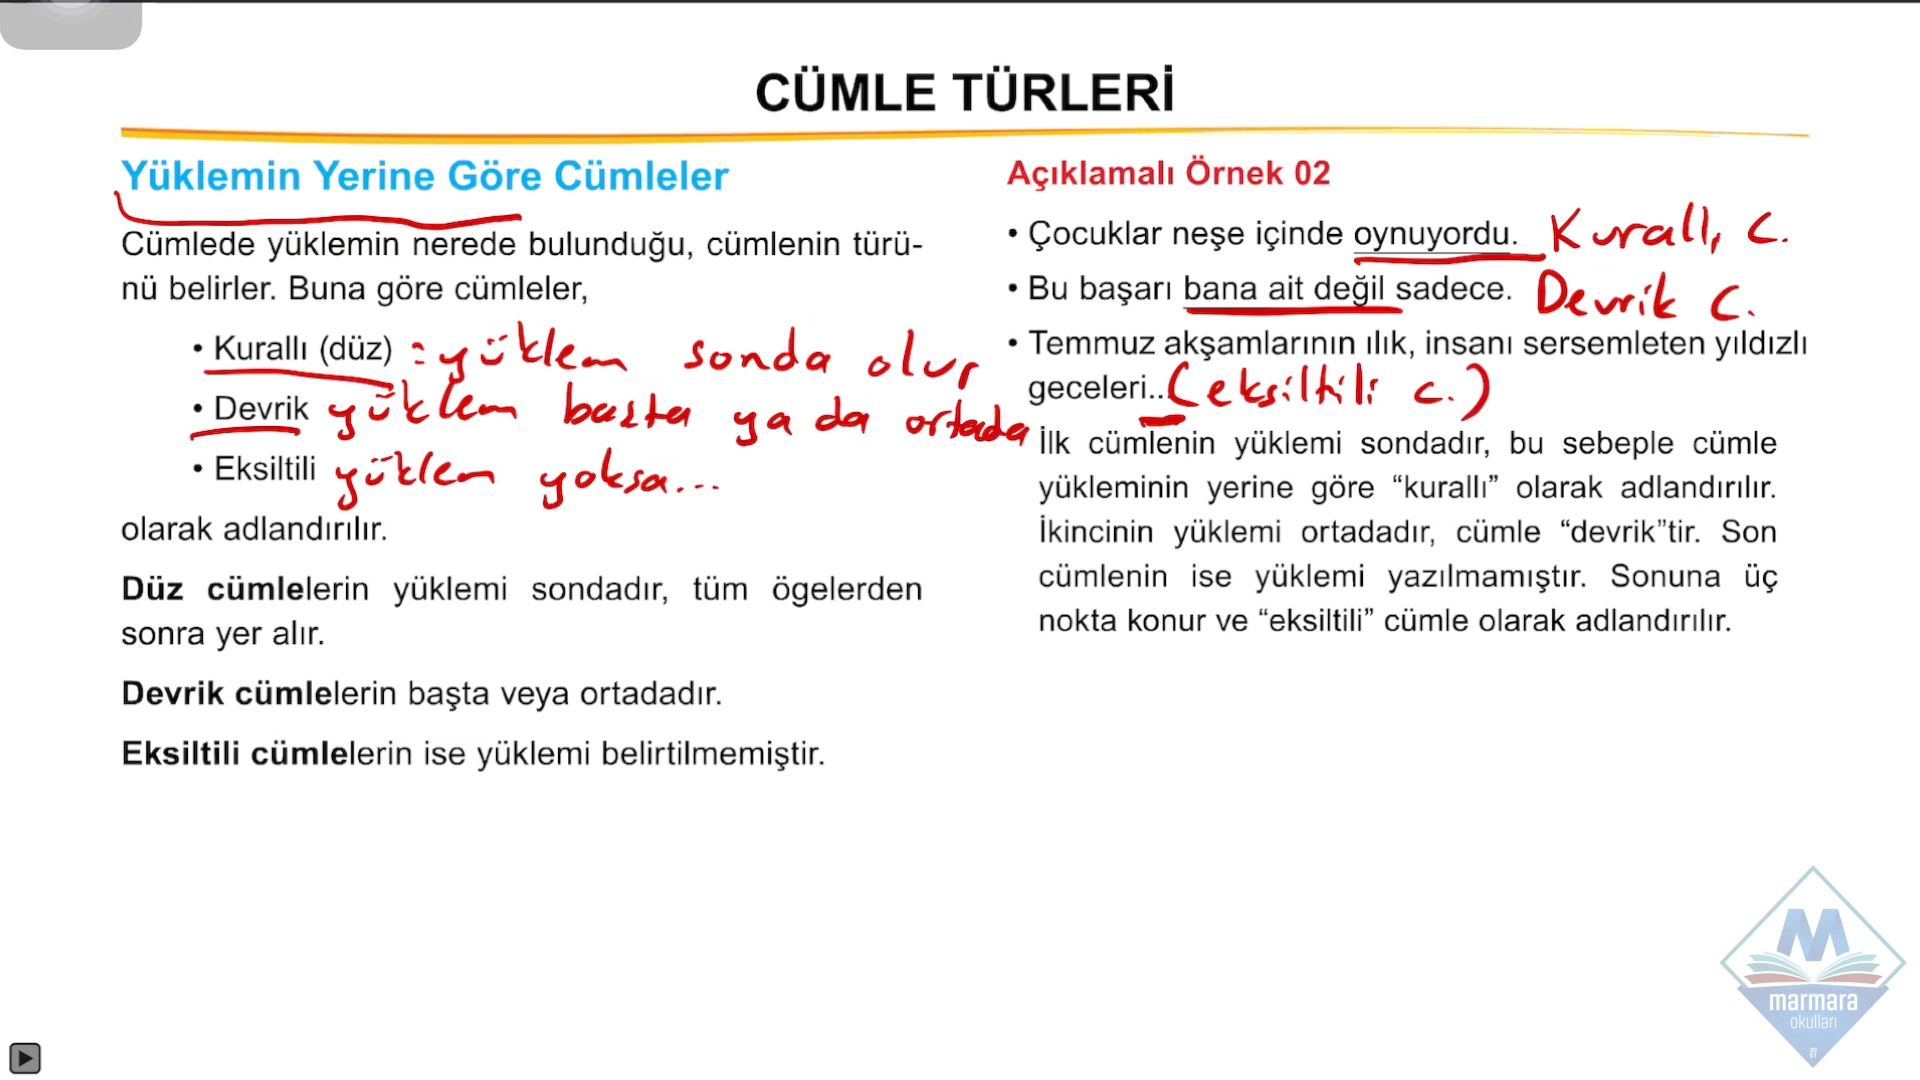 CÜMLE TÜRLERİ
Yüklemin Yerine Göre Cümleler
Cümlede yüklemin nerede bulunduğu, cümlenin türü-
nü belirler. Buna göre cümleler,
• Kurallı (düz) : yüklem sonda olur
• Devrik yüklem başta ya da ortada
• Eksiltili yüklem yoksa...
olarak adlandırılır.
Düz cümlelerin yüklemi sondadır, tüm ögelerden
sonra yer alır.
Devrik cümlelerin başta veya ortadadır.
Eksiltili cümlelerin ise yüklemi belirtilmemiştir.
Açıklamalı Örnek 02
• Çocuklar neşe içinde oynuyordu. Kurallı C.
• Bu başarı bana ait değil sadece. Devrik C.
• Temmuz akşamlarının ılık, insanı sersemleten yıldızlı
geceleri... (eksiltili c.)
İlk cümlenin yüklemi sondadır, bu sebeple cümle
yükleminin yerine göre “kurallı” olarak adlandırılır.
İkincinin yüklemi ortadadır, cümle “devrik”tir. Son
cümlenin ise yüklemi yazılmamıştır. Sonuna üç
nokta konur ve “eksiltili” cümle olarak adlandırılır.
M
marmara
okulları
20
01